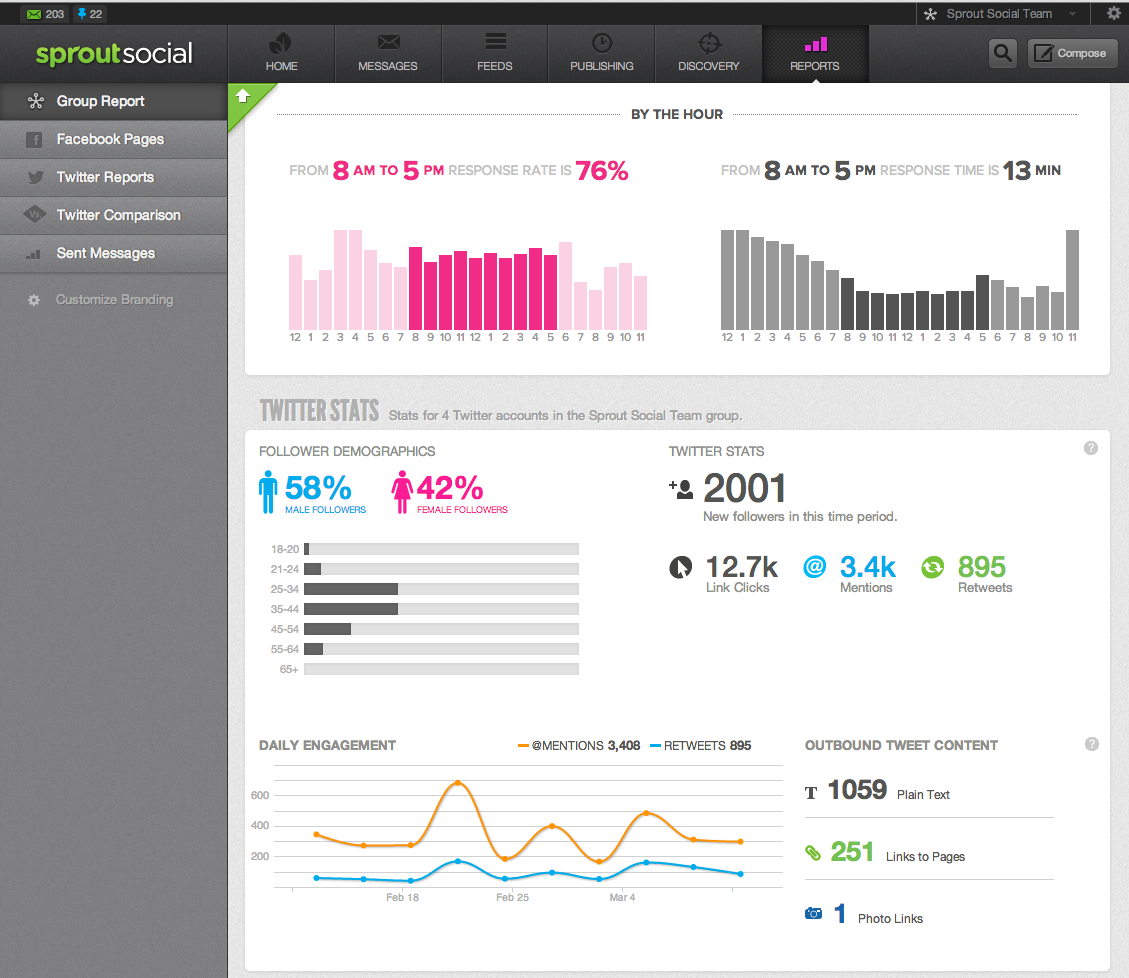 203 22 Sprout Social Team
sproutsocial
HOME MESSAGES FEEDS PUBLISHING DISCOVERY REPORTS Compose
Group Report
Facebook Pages
Twitter Reports
Vs. Twitter Comparison
Sent Messages
Customize Branding
BY THE HOUR
FROM 8 AM TO 5 PM RESPONSE RATE IS 76%
12 1 2 3 4 5 6 7 8 9 10 11 12 1 2 3 4 5 6 7 8 9 10 11
FROM 8 AM TO 5 PM RESPONSE TIME IS 13 MIN
12 1 2 3 4 5 6 7 8 9 10 11 12 1 2 3 4 5 6 7 8 9 10 11
TWITTER STATS Stats for 4 Twitter accounts in the Sprout Social Team group.
FOLLOWER DEMOGRAPHICS
58% 42%
MALE FOLLOWERS FEMALE FOLLOWERS
18-20
21-24
25-34
35-44
45-54
55-64
65+
TWITTER STATS ?
2001
New followers in this time period.
12.7k @ 3.4k 895
Link Clicks Mentions Retweets
DAILY ENGAGEMENT @MENTIONS 3,408 RETWEETS 895
600
400
200
Feb 18 Feb 25 Mar 4
OUTBOUND TWEET CONTENT ?
T 1059 Plain Text
251 Links to Pages
1 Photo Links